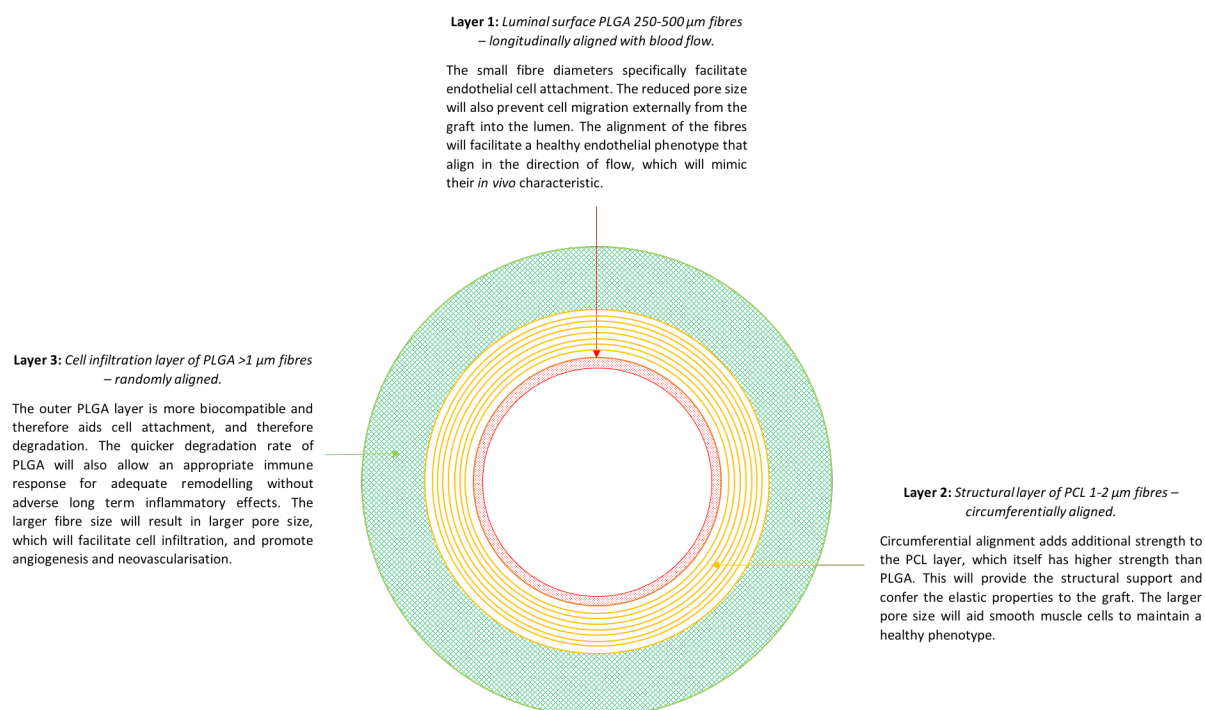 Layer 1: Luminal surface PLGA 250-500 µm fibres
– longitudinally aligned with blood flow.
The small fibre diameters specifically facilitate
endothelial cell attachment. The reduced pore size
will also prevent cell migration externally from the
graft into the lumen. The alignment of the fibres
will facilitate a healthy endothelial phenotype that
align in the direction of flow, which will mimic
their in vivo characteristic.
Layer 3: Cell infiltration layer of PLGA >1 µm fibres
– randomly aligned.
The outer PLGA layer is more biocompatible and
therefore aids cell attachment, and therefore
degradation. The quicker degradation rate of
PLGA will also allow an appropriate immune
response for adequate remodelling without
adverse long term inflammatory effects. The
larger fibre size will result in larger pore size,
which will facilitate cell infiltration, and promote
angiogenesis and neovascularisation.
Layer 2: Structural layer of PCL 1-2 µm fibres –
circumferentially aligned.
Circumferential alignment adds additional strength to
the PCL layer, which itself has higher strength than
PLGA. This will provide the structural support and
confer the elastic properties to the graft. The larger
pore size will aid smooth muscle cells to maintain a
healthy phenotype.